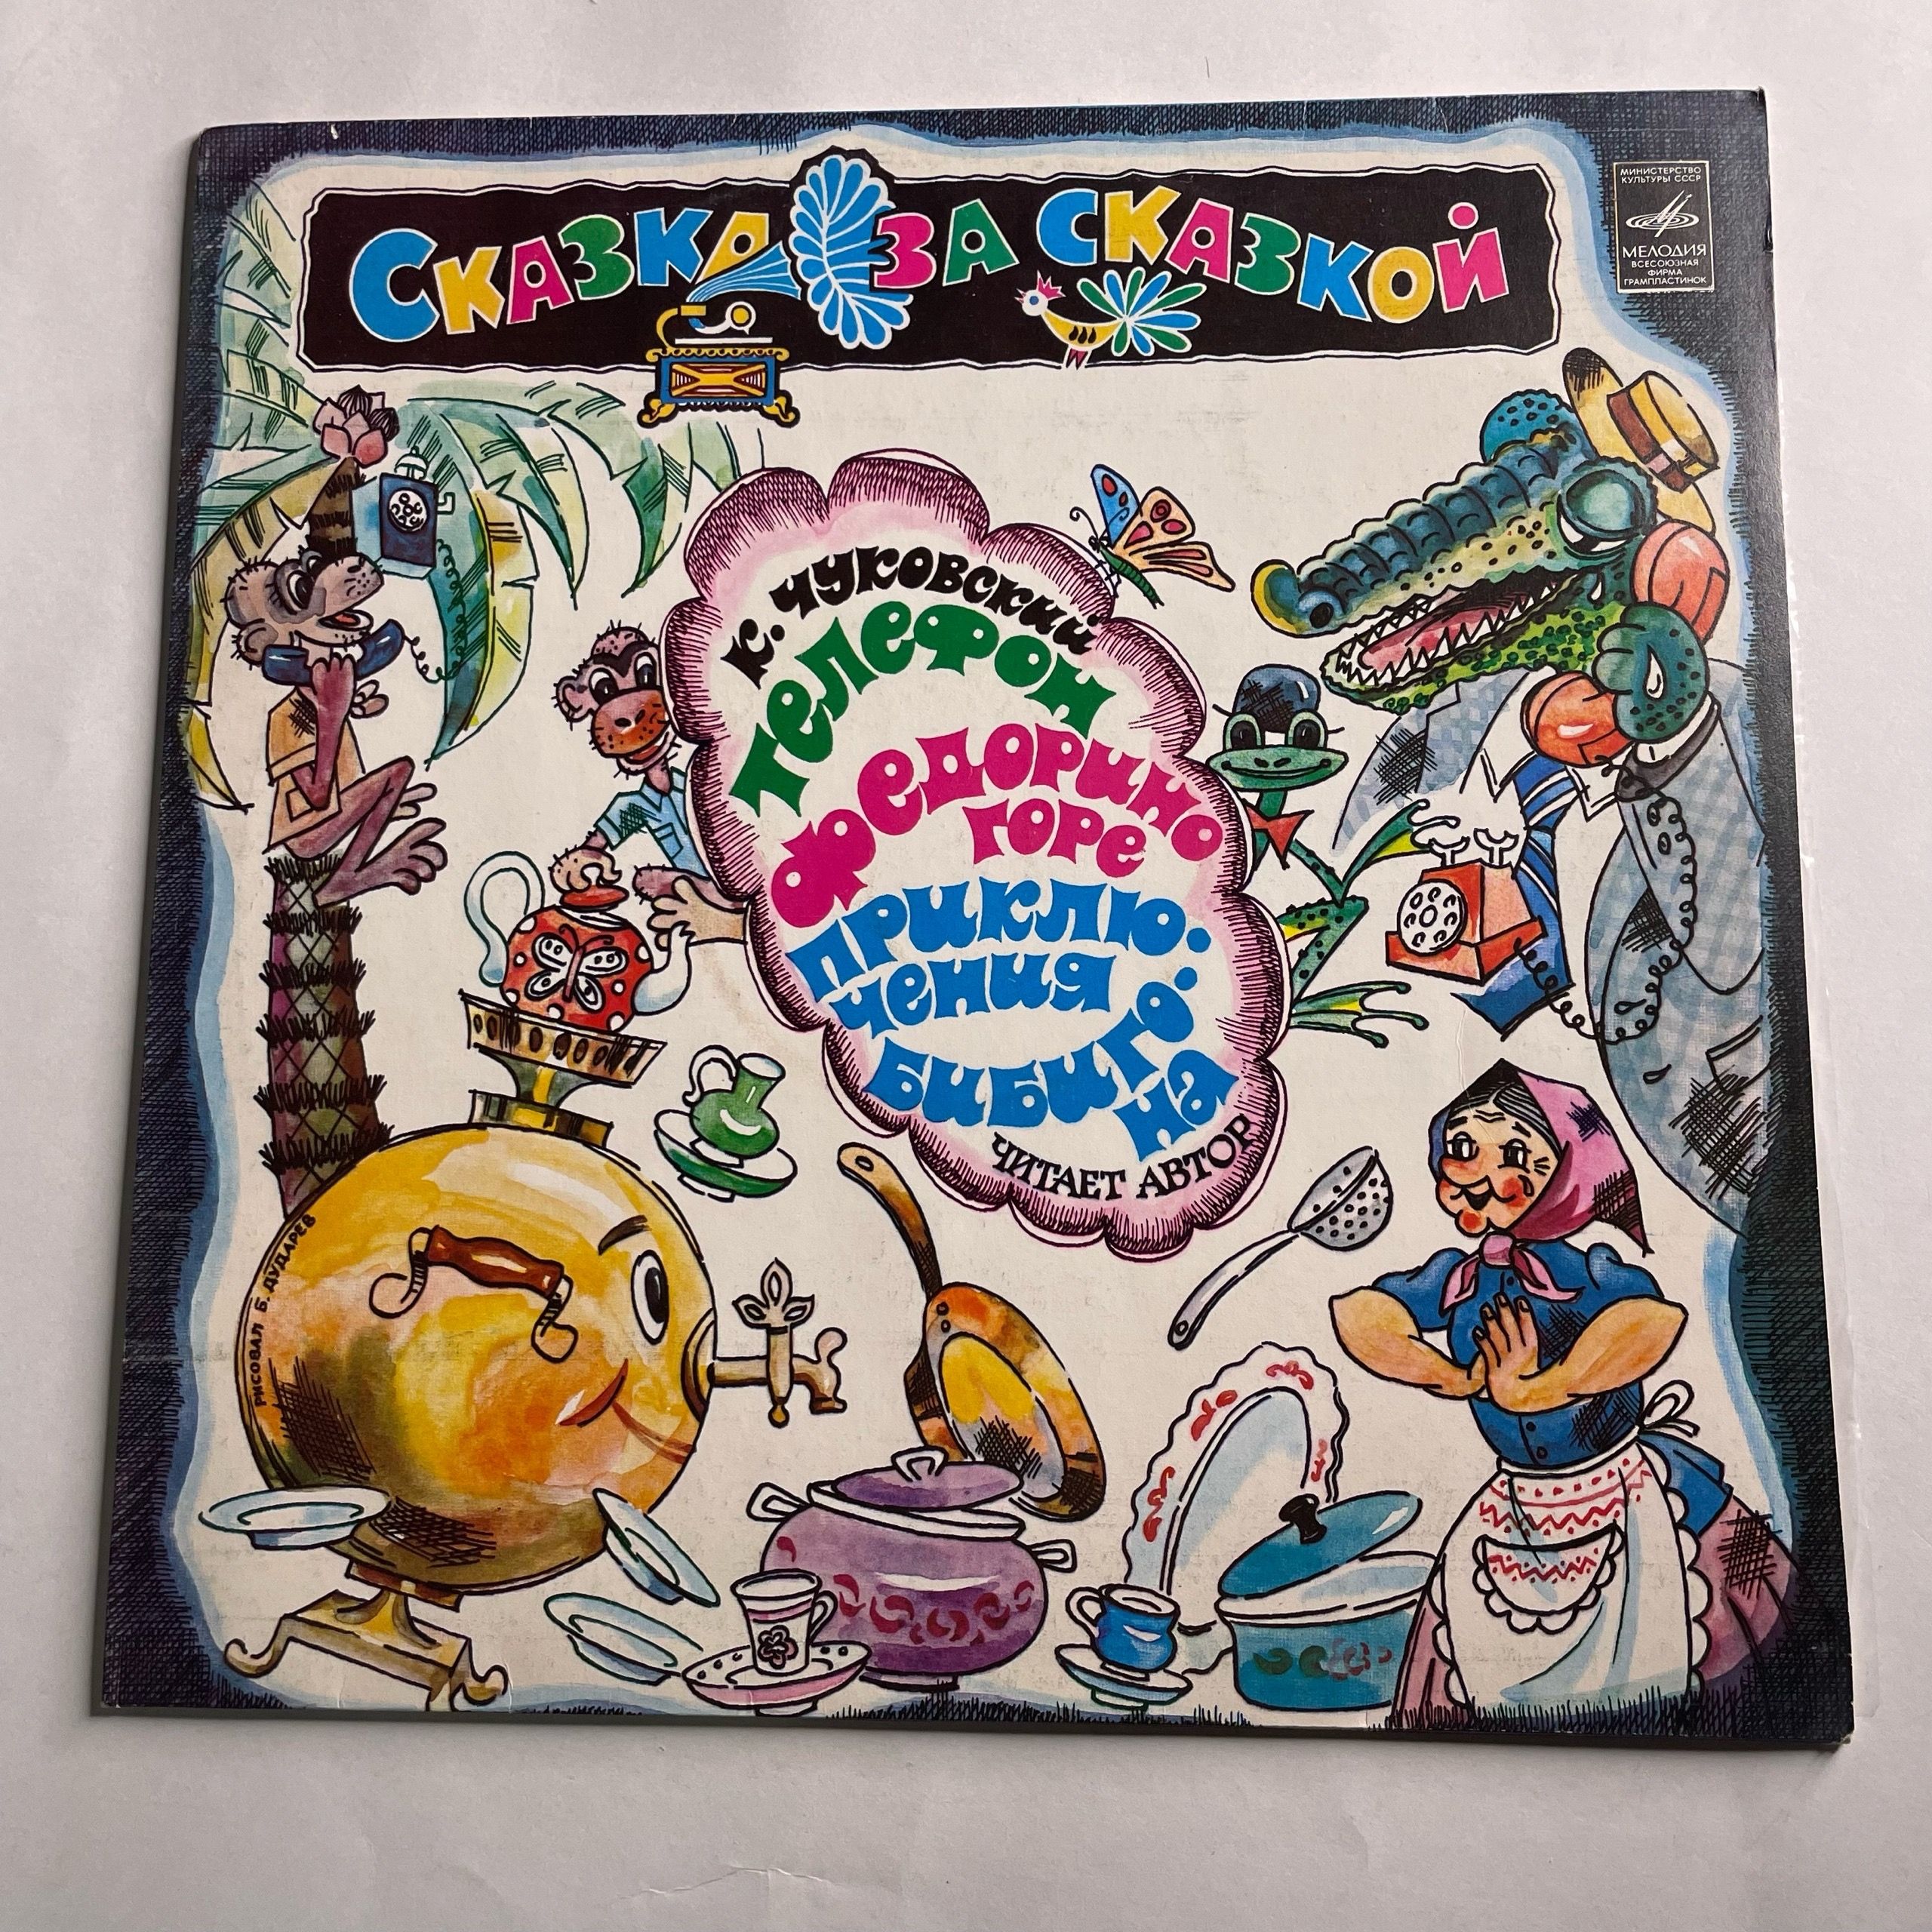 Сказка за сказкой
МИНИСТЕРСТВО
КУЛЬТУРЫ СССР
МЕЛОДИЯ
ВСЕСОЮЗНАЯ
ФИРМА
ГРАМПЛАСТИНОК
К. ЧУКОВСКИЙ
ТЕЛЕФОН
ФЕДОРИНО
ГОРЕ
ПРИКЛЮ-
ЧЕНИЯ
БИБИГО-
НА
ЧИТАЕТ АВТОР
РИСОВАЛ Б. ДУДАРЕВ